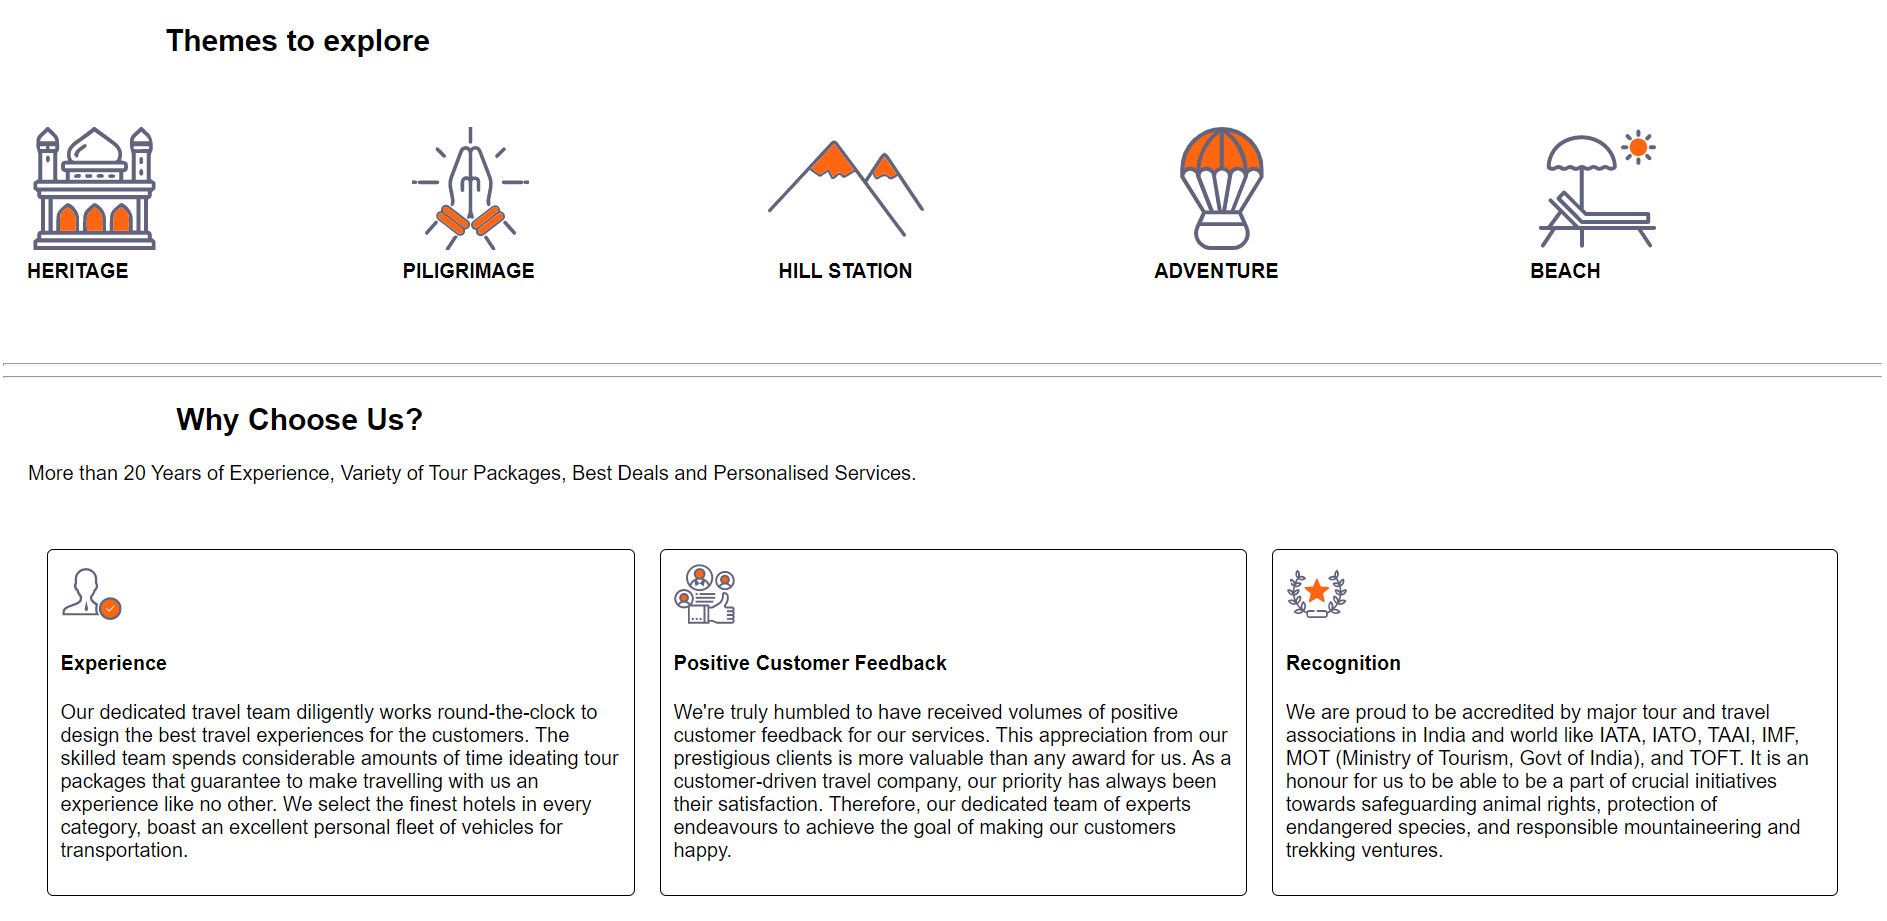 Themes to explore
HERITAGE
PILIGRIMAGE
HILL STATION
ADVENTURE
BEACH
Why Choose Us?
More than 20 Years of Experience, Variety of Tour Packages, Best Deals and Personalised Services.
Experience
Our dedicated travel team diligently works round-the-clock to
design the best travel experiences for the customers. The
skilled team spends considerable amounts of time ideating tour
packages that guarantee to make travelling with us an
experience like no other. We select the finest hotels in every
category, boast an excellent personal fleet of vehicles for
transportation.
Positive Customer Feedback
We're truly humbled to have received volumes of positive
customer feedback for our services. This appreciation from our
prestigious clients is more valuable than any award for us. As a
customer-driven travel company, our priority has always been
their satisfaction. Therefore, our dedicated team of experts
endeavours to achieve the goal of making our customers
happy.
Recognition
We are proud to be accredited by major tour and travel
associations in India and world like IATA, IATO, TAAI, IMF,
MOT (Ministry of Tourism, Govt of India), and TOFT. It is an
honour for us to be able to be a part of crucial initiatives
towards safeguarding animal rights, protection of
endangered species, and responsible mountaineering and
trekking ventures.